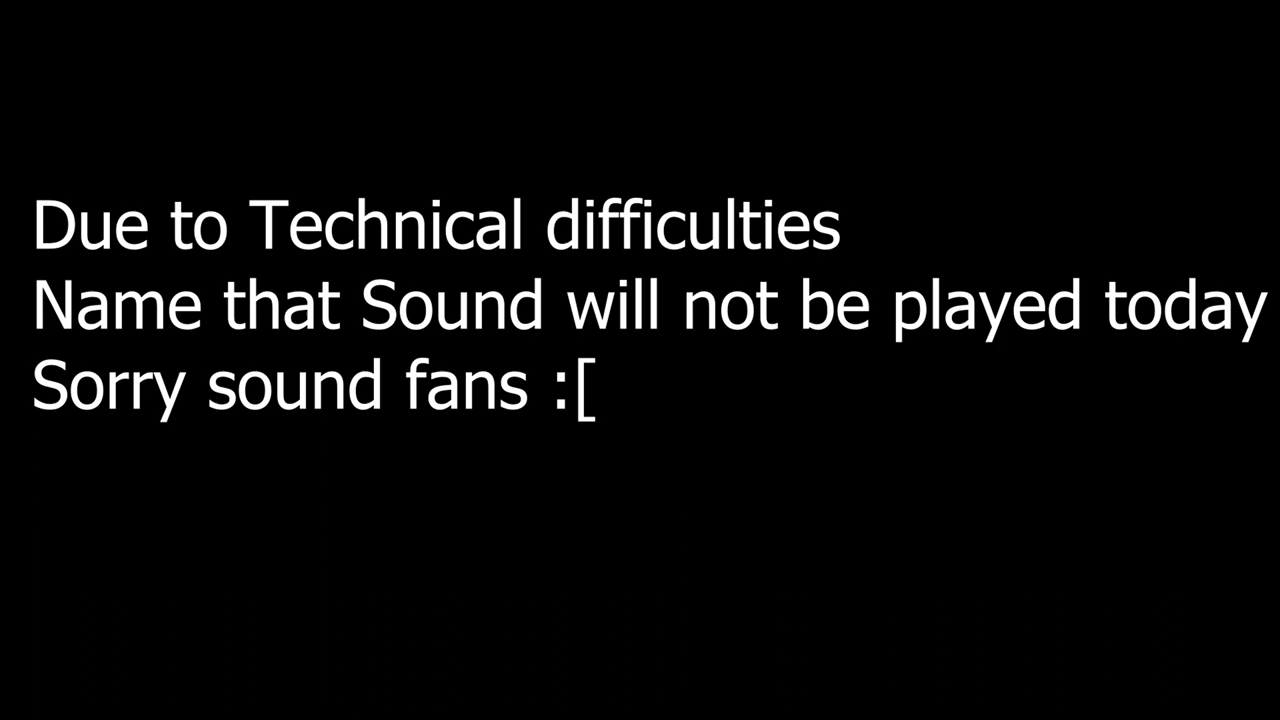 Due to Technical difficulties
Name that Sound will not be played today
Sorry sound fans :[